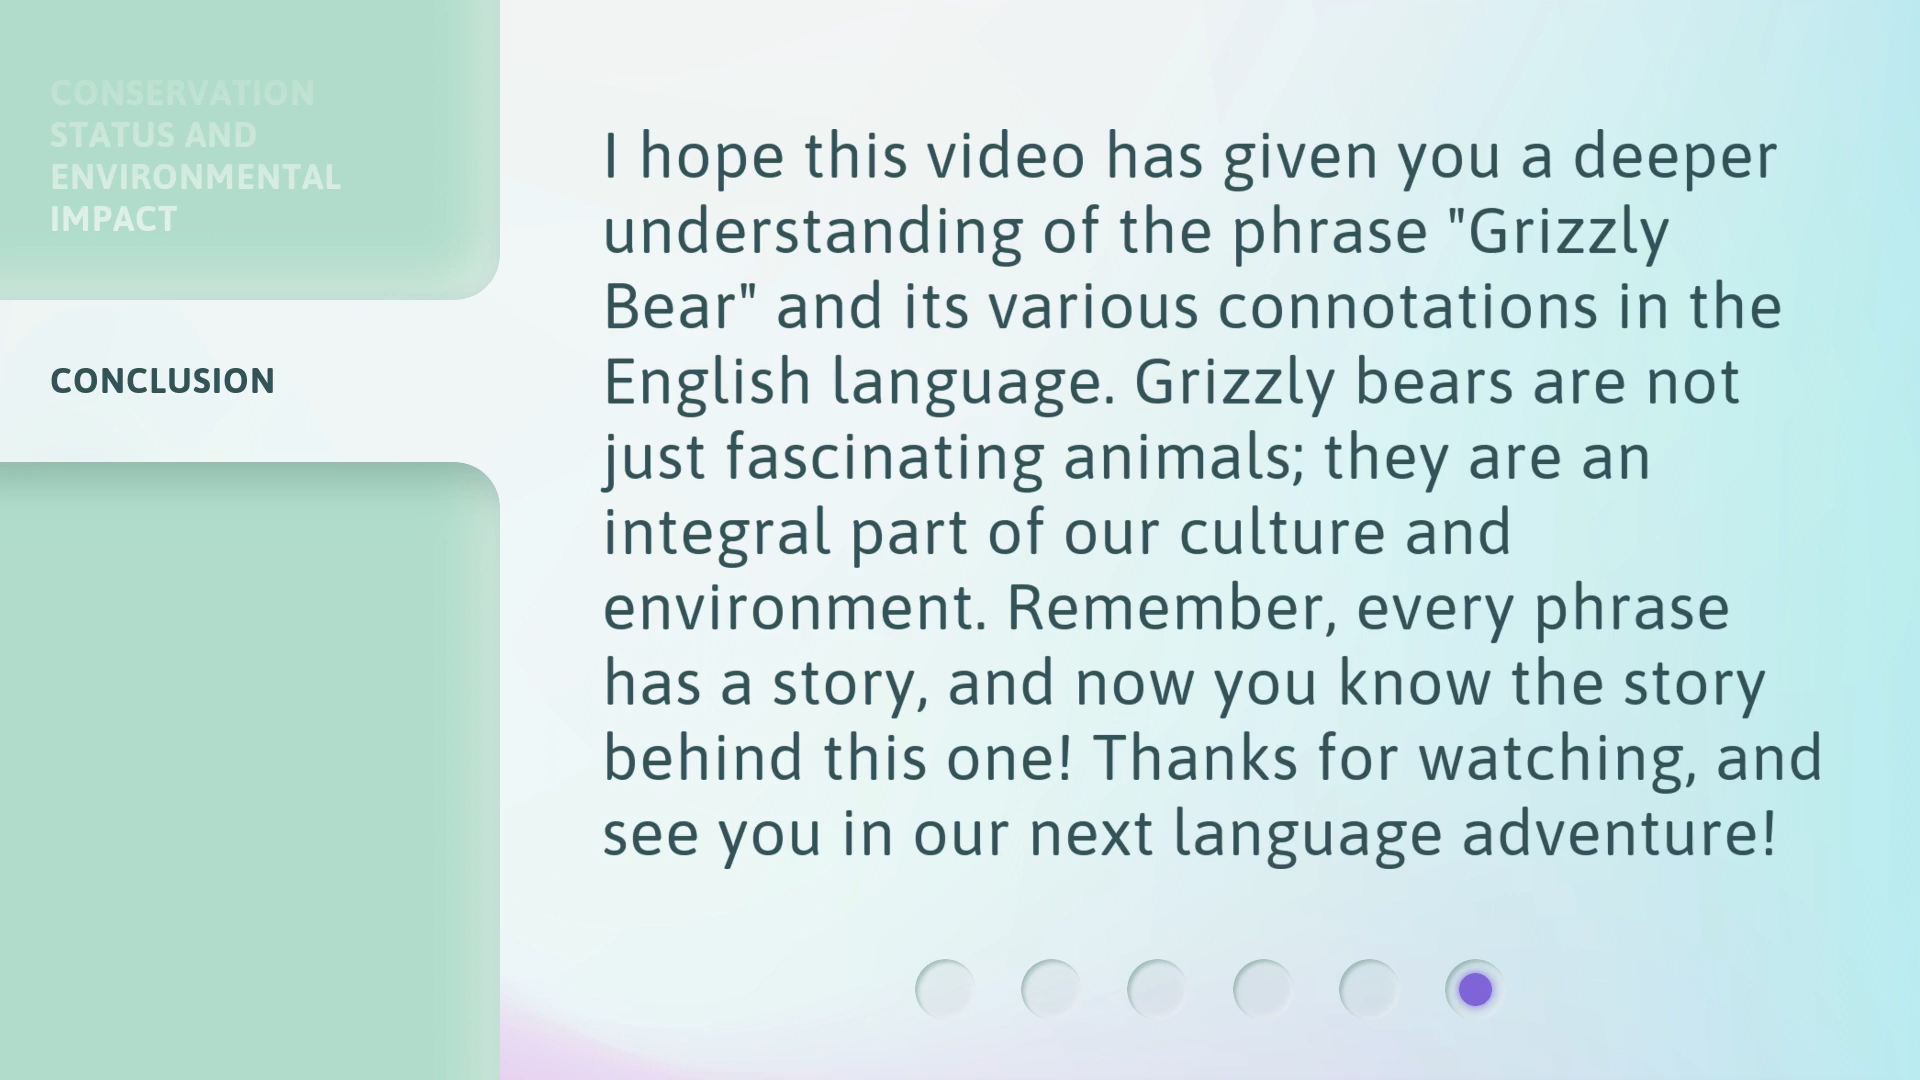 CONSERVATION
STATUS AND
ENVIRONMENTAL
IMPACT
CONCLUSION
I hope this video has given you a deeper
understanding of the phrase "Grizzly
Bear" and its various connotations in the
English language. Grizzly bears are not
just fascinating animals; they are an
integral part of our culture and
environment. Remember, every phrase
has a story, and now you know the story
behind this one! Thanks for watching, and
see you in our next language adventure!